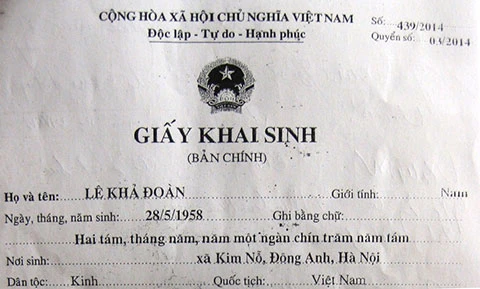 CỘNG HÒA XÃ HỘI CHỦ NGHĨA VIỆT NAM
Độc lập - Tự do - Hạnh phúc
Số: 439/2014
Quyển số: 03/2014
GIẤY KHAI SINH
(BẢN CHÍNH)
Họ và tên: LÊ KHẢ ĐOÀN Giới tính: Nam
Ngày, tháng, năm sinh: 28/5/1958 Ghi bằng chữ:
Hai tám, tháng năm, năm một ngàn chín trăm năm tám
Nơi sinh: xã Kim Nỗ, Đông Anh, Hà Nội
Dân tộc: Kinh Quốc tịch: Việt Nam